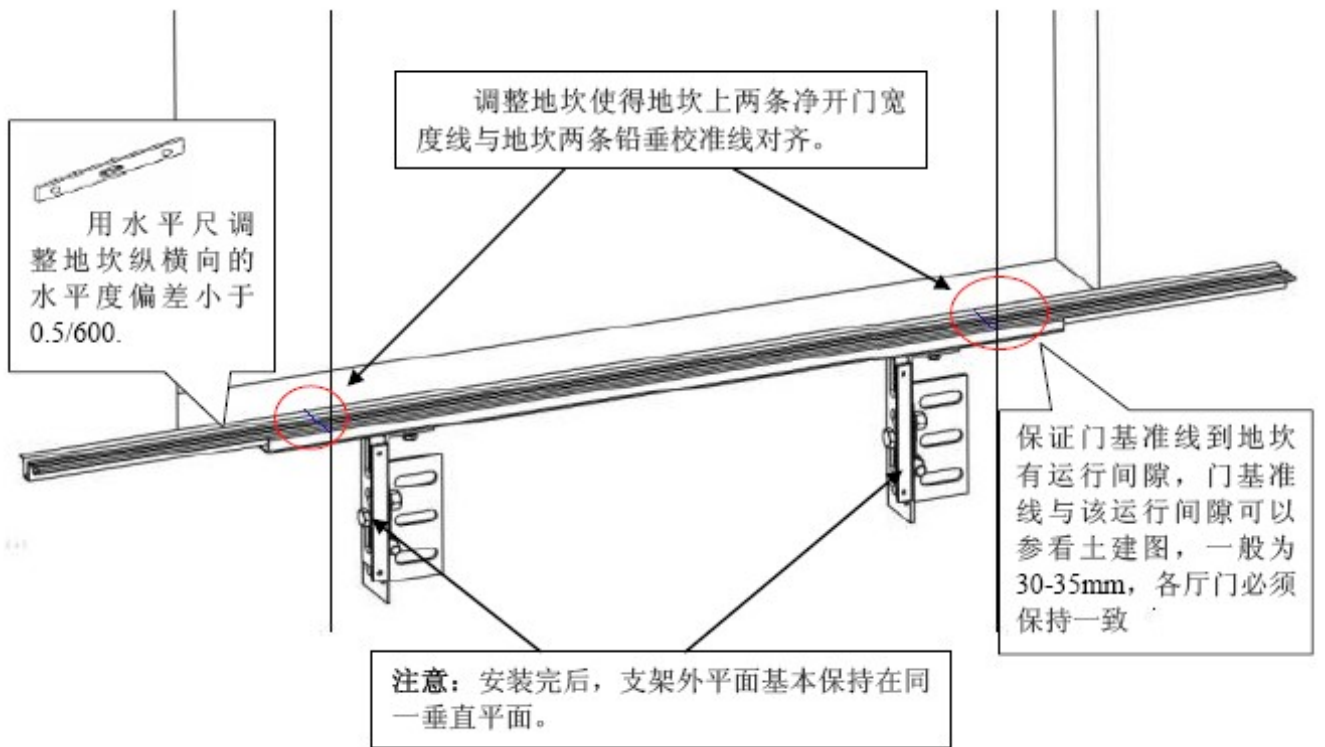 调整地坎使得地坎上两条净开门宽
度线与地坎两条铅垂校准线对齐。
用水平尺调
整地坎纵横向的
水平度偏差小于
0.5/600.
保证门基准线到地坎
有运行间隙，门基准
线与该运行间隙可以
参看土建图，一般为
30-35mm，各厅门必须
保持一致
注意：安装完后，支架外平面基本保持在同
一垂直平面。